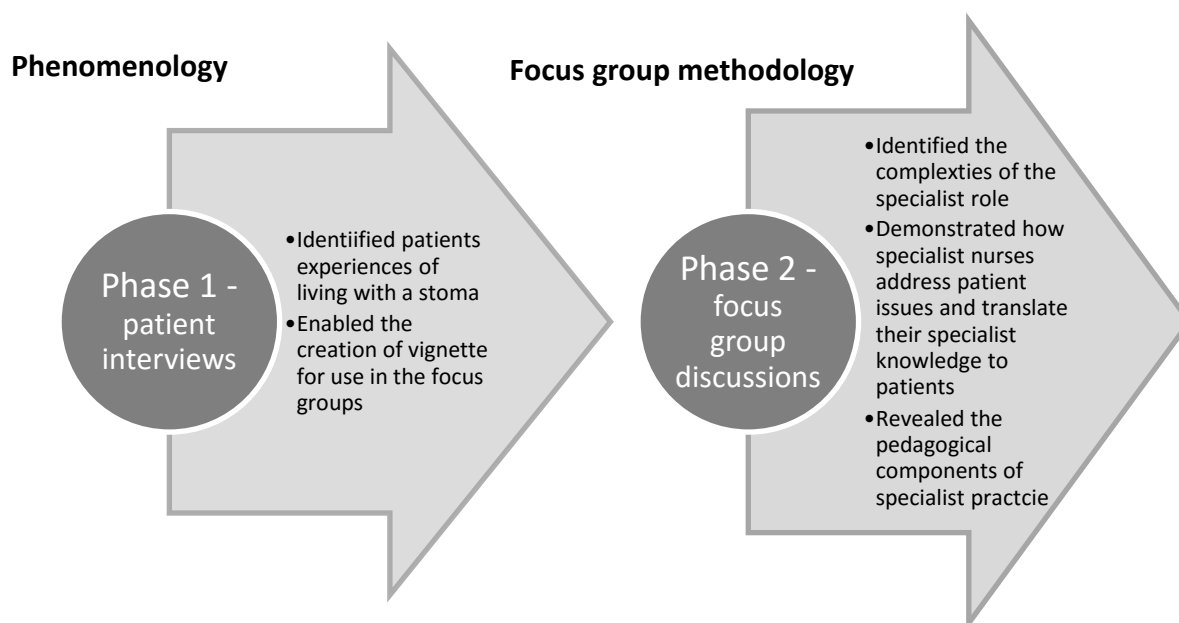 Phenomenology
Phase 1 -
patient
interviews
•Identiified patients
experiences of
living with a stoma
•Enabled the
creation of vignette
for use in the focus
groups
Focus group methodology
Phase 2 -
focus
group
discussions
•Identified the
complexties of the
specialist role
•Demonstrated how
specialist nurses
address patient
issues and translate
their specialist
knowledge to
patients
•Revealed the
pedagogical
components of
specialist practcie